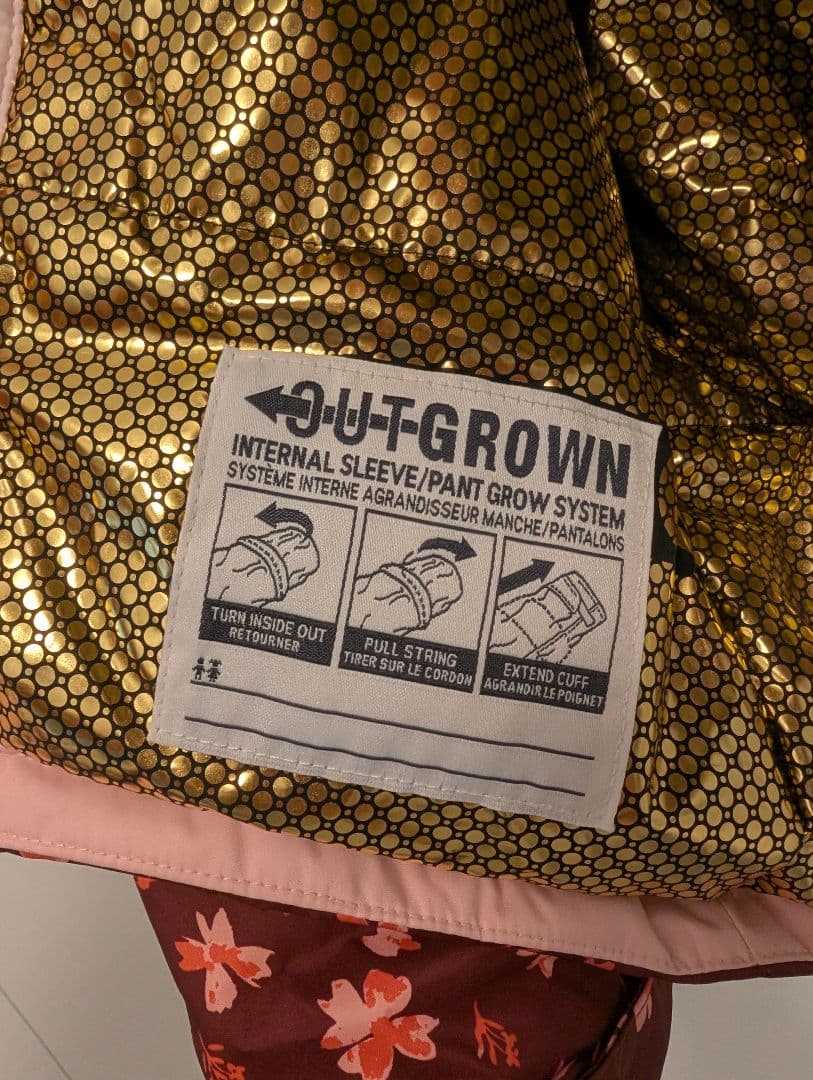 OUTGROWN
INTERNAL SLEEVE/PANT GROW SYSTEM
SYSTÈME INTERNE AGRANDISSEUR MANCHE/PANTALONS
TURN INSIDE OUT
RETOURNER
PULL STRING
TIRER SUR LE CORDON
EXTEND CUFF
AGRANDIR LE POIGNET